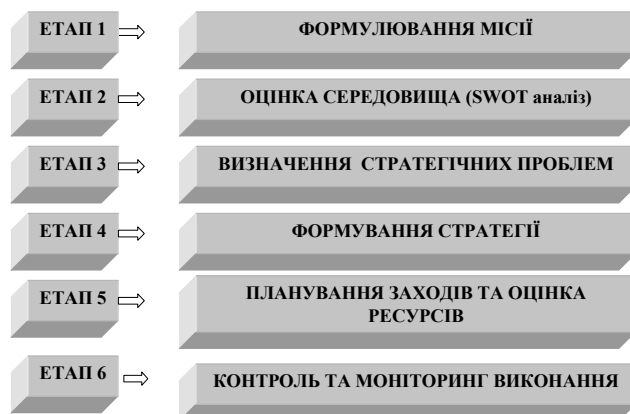 ЕТАП 1
ФОРМУЛЮВАННЯ МІСІЇ
ЕТАП 2
ОЦІНКА СЕРЕДОВИЩА (SWOT аналіз)
ЕТАП 3
ВИЗНАЧЕННЯ СТРАТЕГІЧНИХ ПРОБЛЕМ
ЕТАП 4
ФОРМУВАННЯ СТРАТЕГІЇ
ЕТАП 5
ПЛАНУВАННЯ ЗАХОДІВ ТА ОЦІНКА
РЕСУРСІВ
ЕТАП 6
КОНТРОЛЬ ТА МОНІТОРИНГ ВИКОНАННЯ